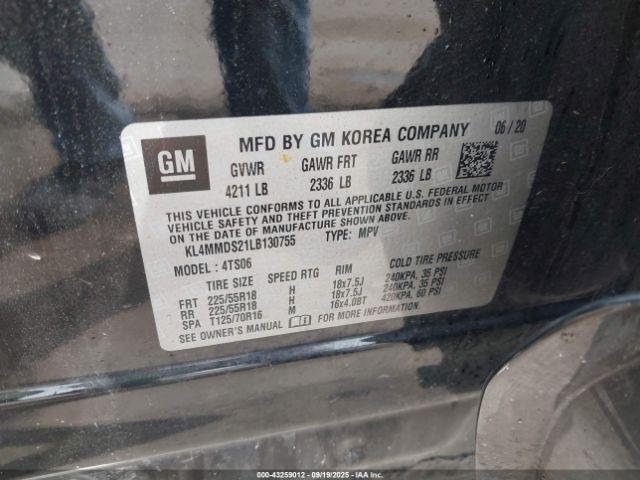 GM
MFD BY GM KOREA COMPANY 06 / 20
GVWR GAWR FRT GAWR RR
4211 LB 2336 LB 2336 LB
THIS VEHICLE CONFORMS TO ALL APPLICABLE U.S. FEDERAL MOTOR
VEHICLE SAFETY AND THEFT PREVENTION STANDARDS IN EFFECT
ON THE DATE OF MANUFACTURE SHOWN ABOVE.
KL4MMDS21LB130755 TYPE: MPV
MODEL: 4TS06
TIRE SIZE SPEED RTG RIM COLD TIRE PRESSURE
FRT 225/55R18 H 18x7.5J 240KPA, 35 PSI
RR 225/55R18 H 18x7.5J 240KPA, 35 PSI
SPA T125/70R16 M 16x4.0BT 420KPA, 60 PSI
SEE OWNER'S MANUAL FOR MORE INFORMATION.
000-43259012 09/19/2025 IAAI.COM